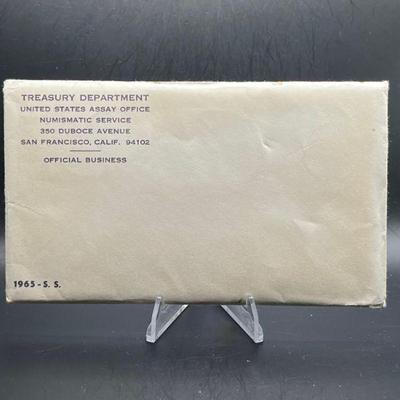 TREASURY DEPARTMENT
UNITED STATES ASSAY OFFICE
NUMISMATIC SERVICE
350 DUBOCE AVENUE
SAN FRANCISCO, CALIF. 94102
OFFICIAL BUSINESS
1965-S. S.